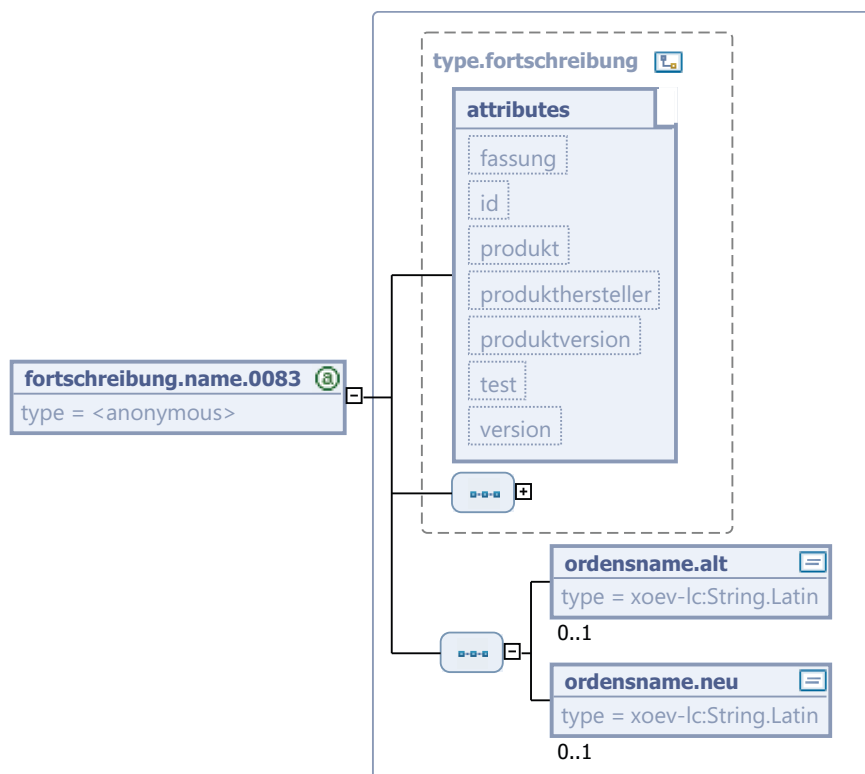 type.fortschreibung
attributes
fassung
id
produkt
produkthersteller
produktversion
test
version
fortschreibung.name.0083
type = <anonymous>
ordensname.alt
type = xoev-lc:String.Latin
0..1
ordensname.neu
type = xoev-lc:String.Latin
0..1